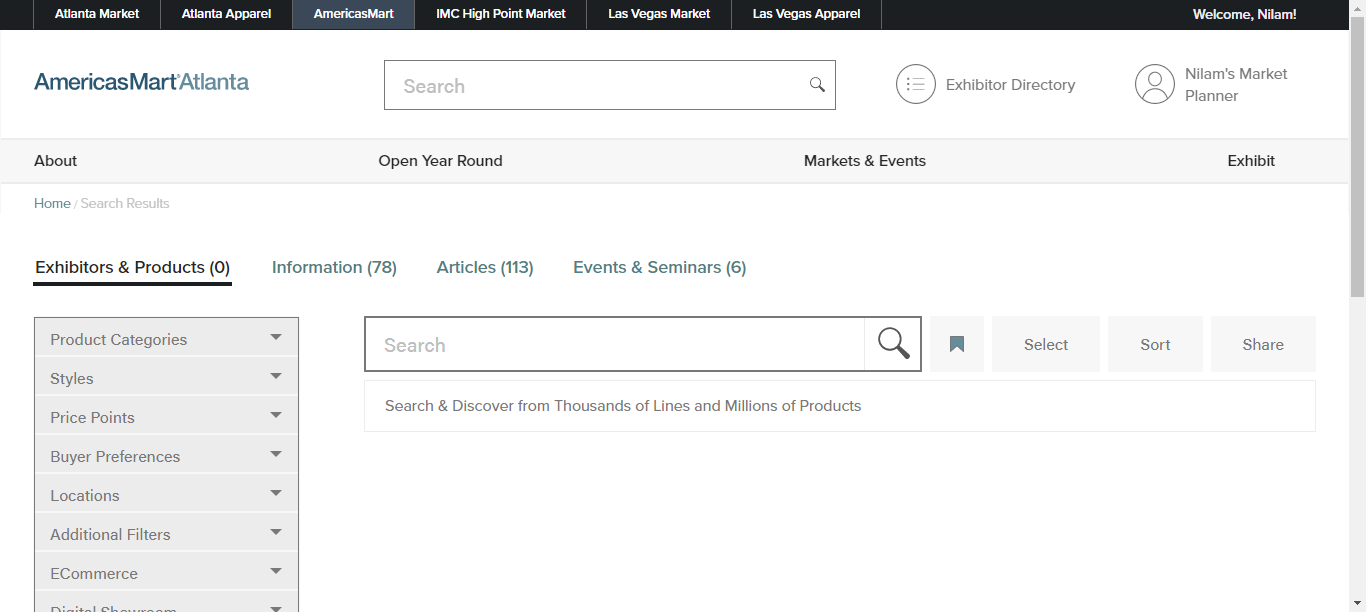 Atlanta Market Atlanta Apparel AmericasMart IMC High Point Market Las Vegas Market Las Vegas Apparel Welcome, Nilam!
AmericasMart Atlanta
Search
Exhibitor Directory
Nilam's Market
Planner
About Open Year Round Markets & Events Exhibit
Home / Search Results
Exhibitors & Products (0) Information (78) Articles (113) Events & Seminars (6)
Product Categories
Styles
Price Points
Buyer Preferences
Locations
Additional Filters
ECommerce
Digital Showroom
Search
Select
Sort
Share
Search & Discover from Thousands of Lines and Millions of Products